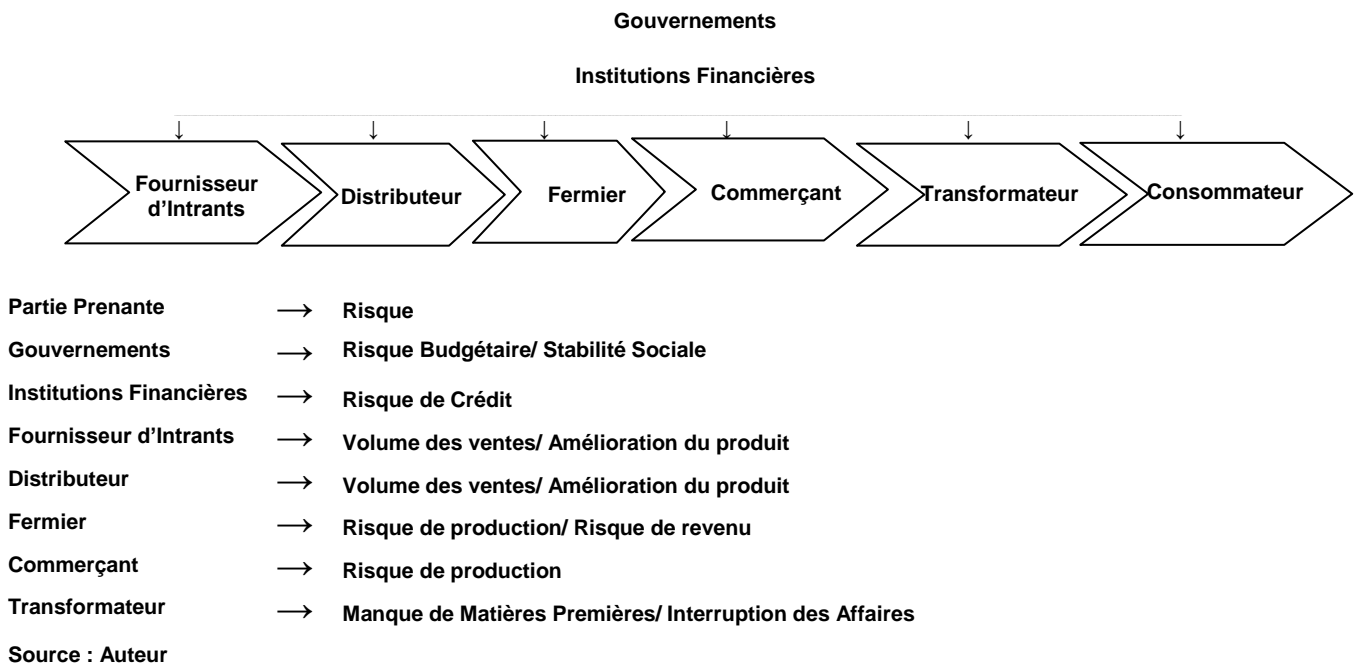 Gouvernements
Institutions Financières
↓ ↓ ↓ ↓ ↓ ↓
Fournisseur
d’Intrants
Distributeur
Fermier
Commerçant
Transformateur
Consommateur
Partie Prenante → Risque
Gouvernements → Risque Budgétaire/ Stabilité Sociale
Institutions Financières → Risque de Crédit
Fournisseur d’Intrants → Volume des ventes/ Amélioration du produit
Distributeur → Volume des ventes/ Amélioration du produit
Fermier → Risque de production/ Risque de revenu
Commerçant → Risque de production
Transformateur → Manque de Matières Premières/ Interruption des Affaires
Source : Auteur